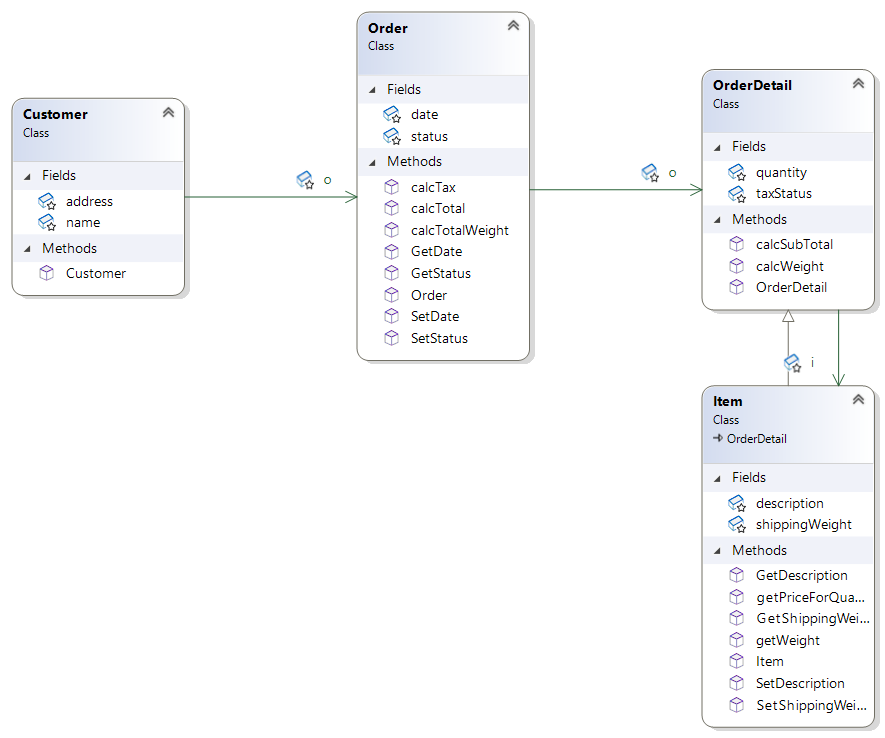 Customer
Class
Fields
address
name
Methods
Customer
o
Order
Class
Fields
date
status
Methods
calcTax
calcTotal
calcTotalWeight
GetDate
GetStatus
Order
SetDate
SetStatus
o
OrderDetail
Class
Fields
quantity
taxStatus
Methods
calcSubTotal
calcWeight
OrderDetail
i
Item
Class
OrderDetail
Fields
description
shippingWeight
Methods
GetDescription
getPriceForQua...
GetShippingWei...
getWeight
Item
SetDescription
SetShippingWei...